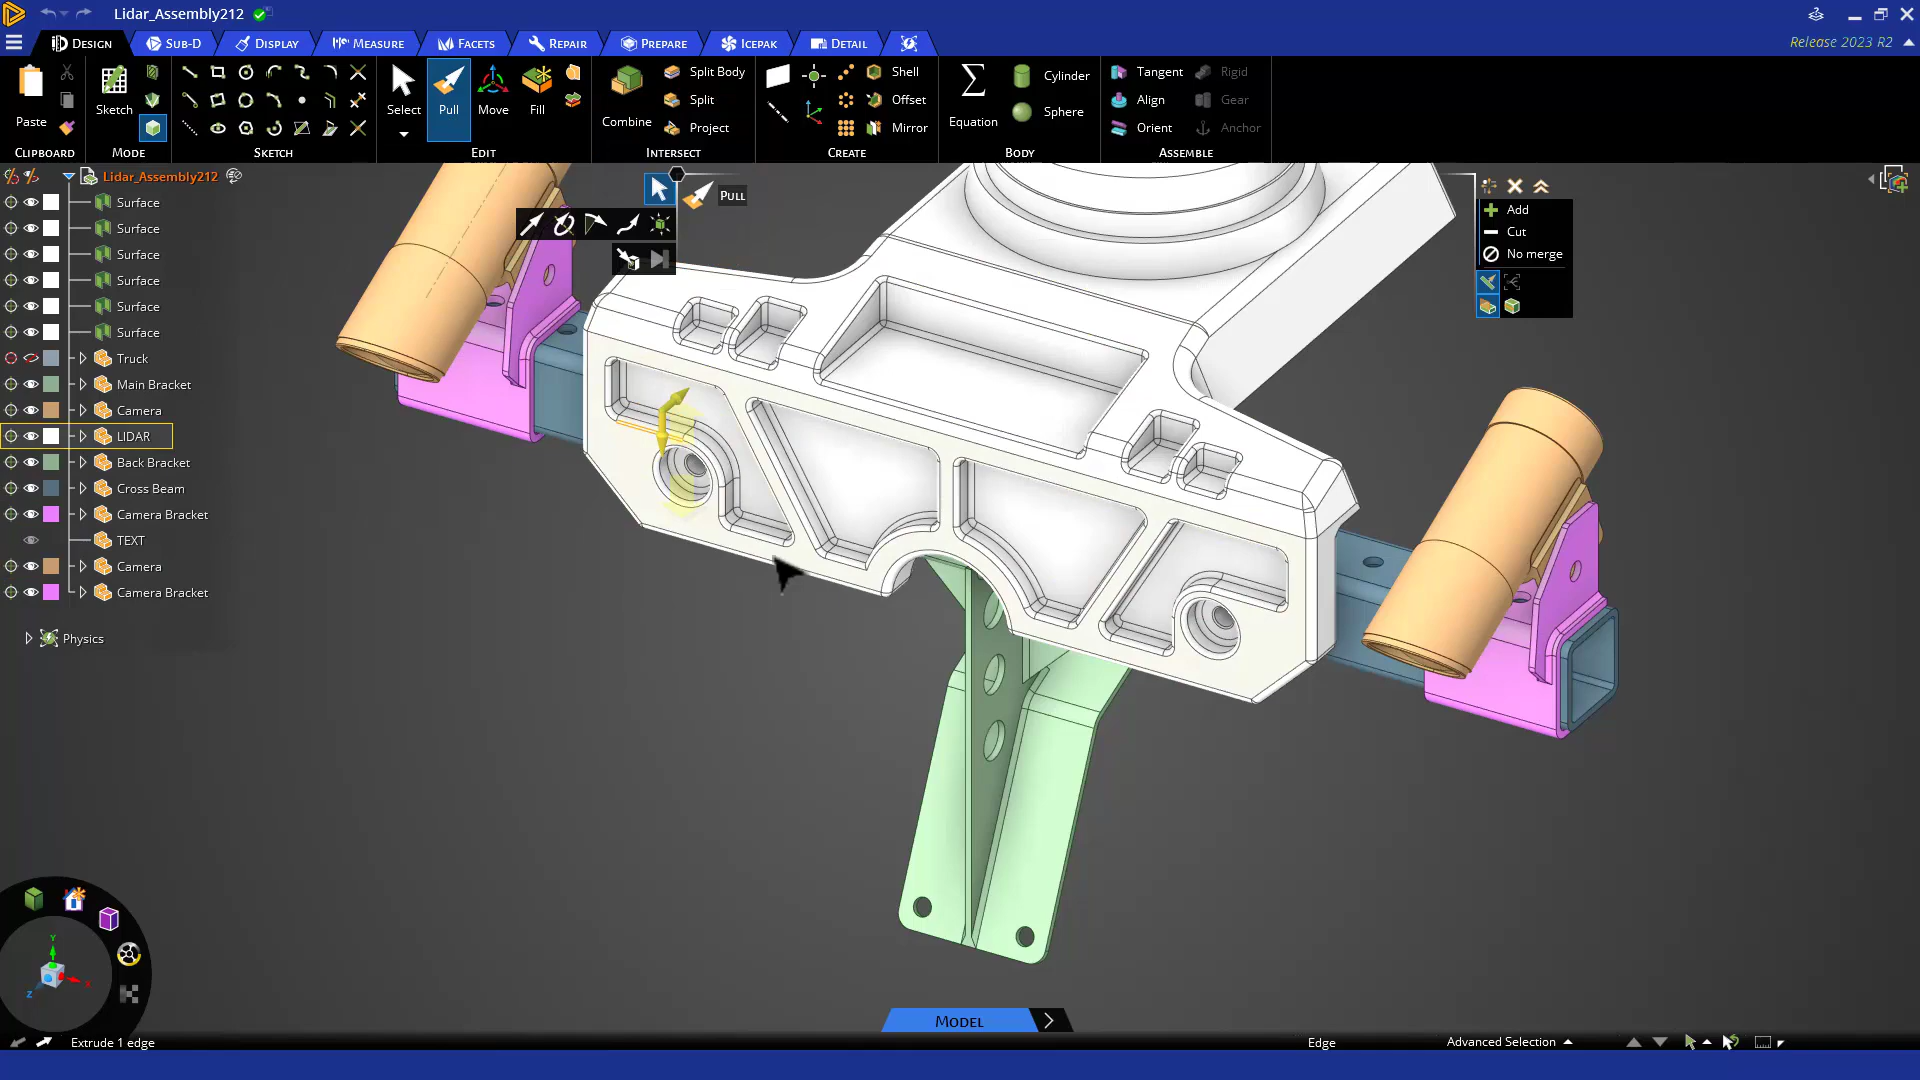 Lidar_Assembly212
DESIGN SUB-D DISPLAY MEASURE FACETS REPAIR PREPARE ICEPAK DETAIL
Release 2023 R2
Paste Sketch Select Pull Move Fill Combine Split Body Split Project Shell Offset Mirror Equation Cylinder Sphere Tangent Align Orient Rigid Gear Anchor
CLIPBOARD MODE SKETCH EDIT INTERSECT CREATE BODY ASSEMBLE
Lidar_Assembly212
PULL
Surface
Surface
Surface
Surface
Surface
Surface
Truck
Main Bracket
Camera
LIDAR
Back Bracket
Cross Beam
Camera Bracket
TEXT
Camera
Camera Bracket
Physics
Add
Cut
No merge
Y
X
Z
MODEL
Extrude 1 edge Edge Advanced Selection